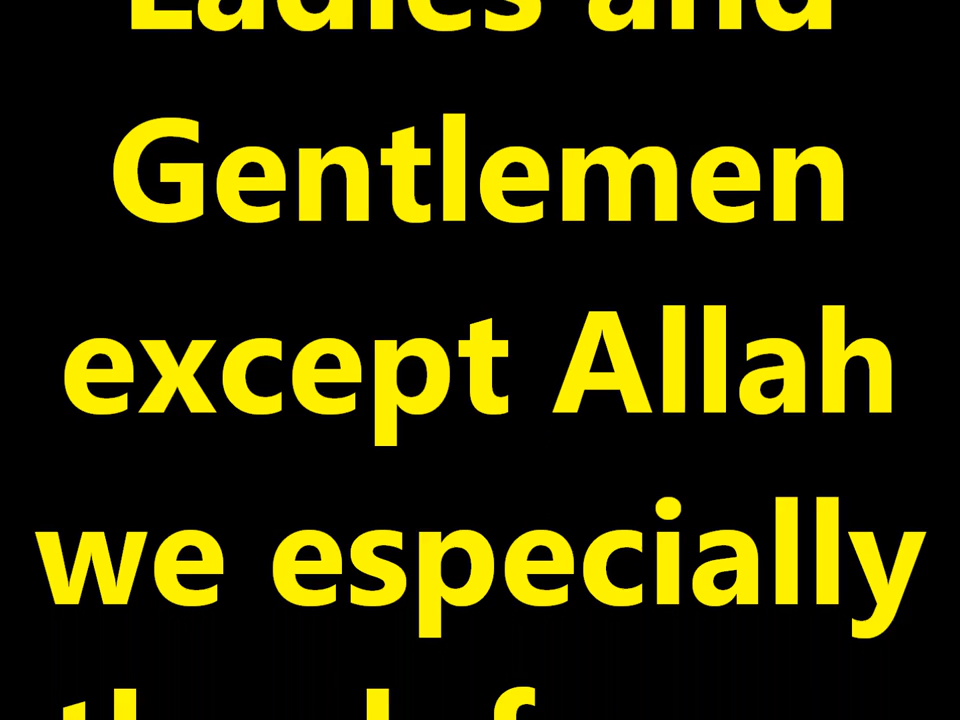 Ladies and
Gentlemen
except Allah
we especially